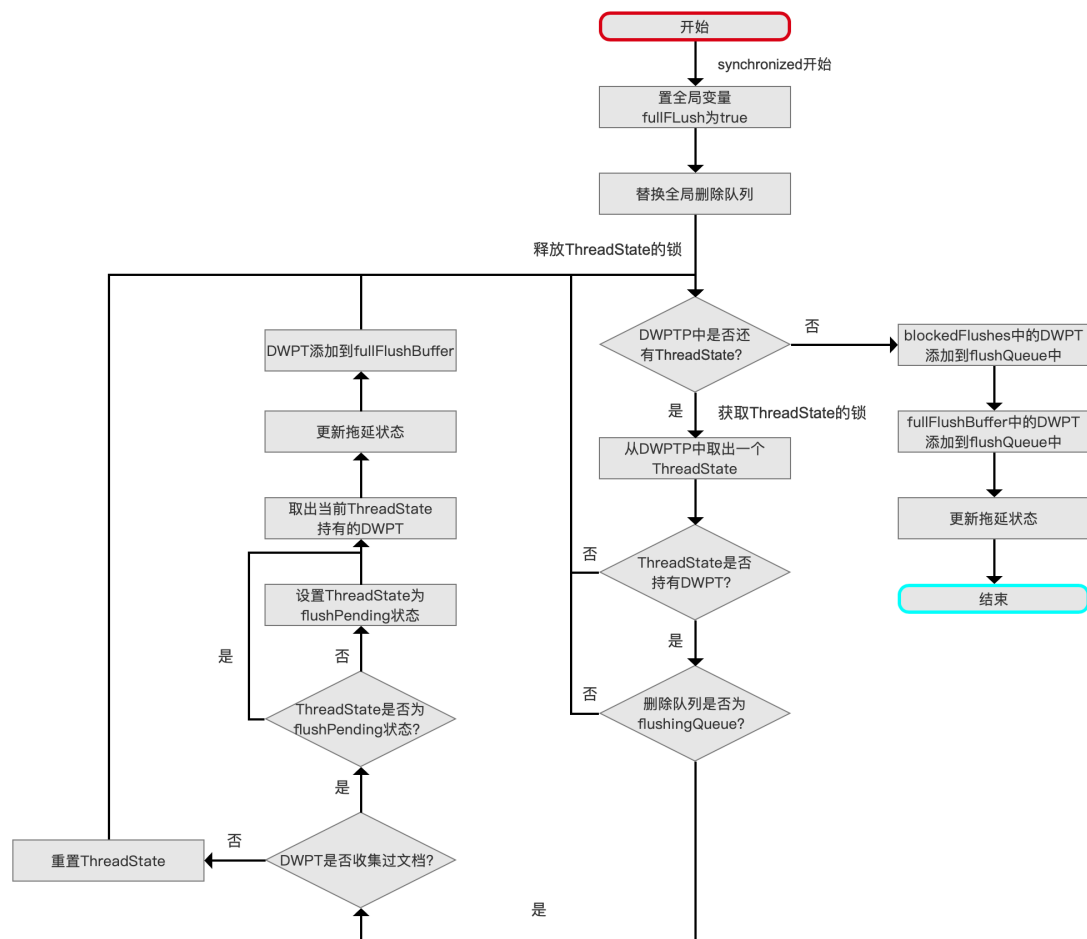 开始
synchronized开始
置全局变量
fullFLush为true
替换全局删除队列
释放ThreadState的锁
DWPTP中是否还
有ThreadState?
否
blockedFlushes中的DWPT
添加到flushQueue中
fullFlushBuffer中的DWPT
添加到flushQueue中
更新拖延状态
结束
是
获取ThreadState的锁
从DWPTP中取出一个
ThreadState
ThreadState是否
持有DWPT?
否
是
删除队列是否为
flushingQueue?
否
是
DWPT是否收集过文档?
否
重置ThreadState
是
ThreadState是否为
flushPending状态?
是
否
设置ThreadState为
flushPending状态
取出当前ThreadState
持有的DWPT
更新拖延状态
DWPT添加到fullFlushBuffer